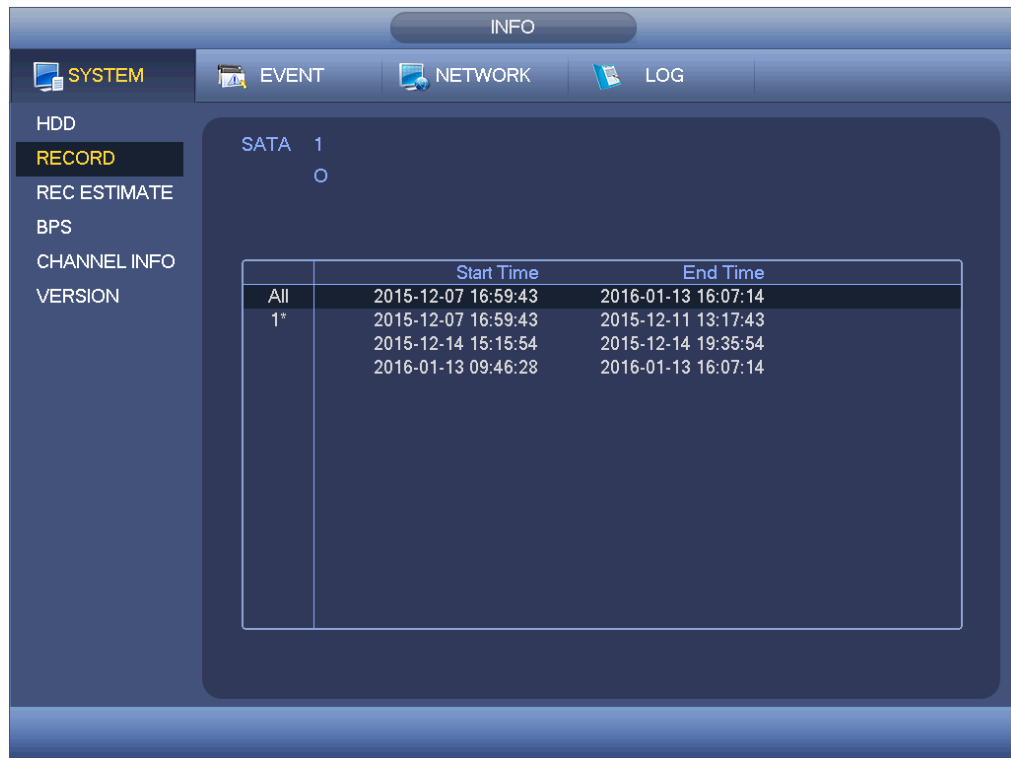 INFO
SYSTEM EVENT NETWORK LOG
HDD
RECORD
REC ESTIMATE
BPS
CHANNEL INFO
VERSION
SATA 1
O
Start Time End Time
All 2015-12-07 16:59:43 2016-01-13 16:07:14
1* 2015-12-07 16:59:43 2015-12-11 13:17:43
2015-12-14 15:15:54 2015-12-14 19:35:54
2016-01-13 09:46:28 2016-01-13 16:07:14